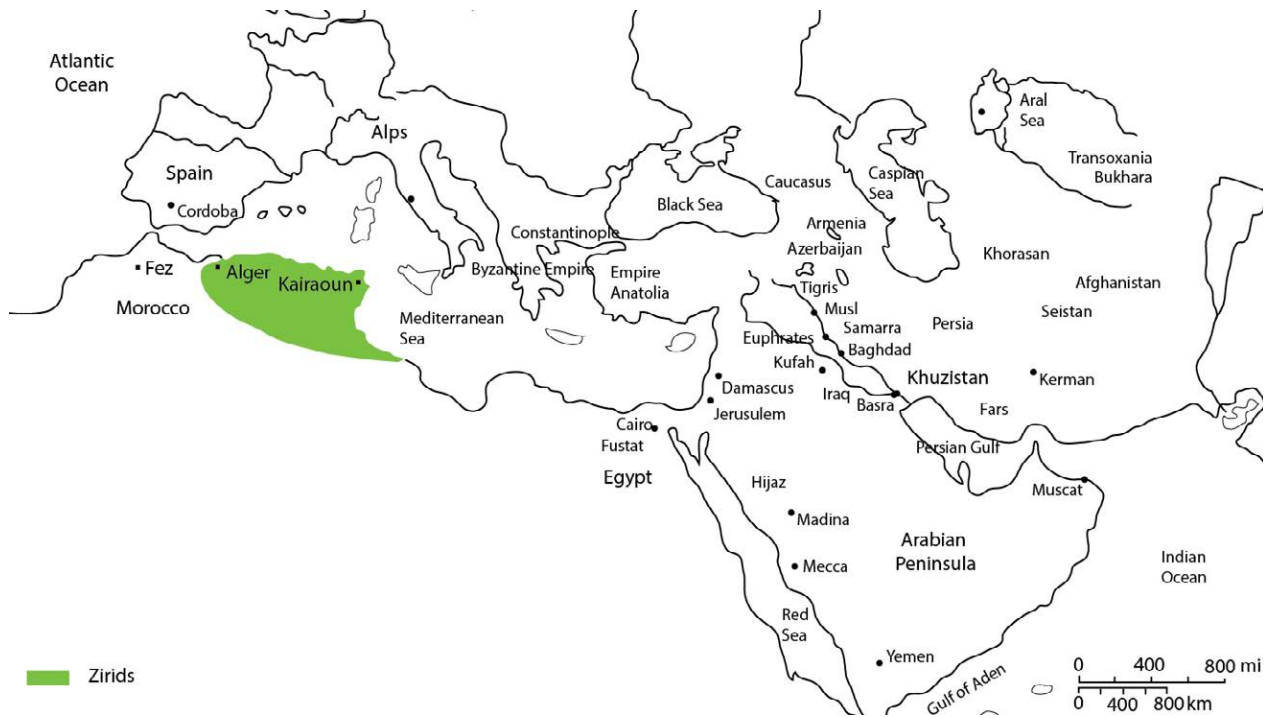 Atlantic
Ocean
Aral
Sea
Alps
Transoxania
Bukhara
Spain
Caucasus
Caspian
Sea
Cordoba
Black Sea
Armenia
Constantinople
Azerbaijan
Khorasan
Fez
Alger
Kairaoun
Byzantine Empire
Empire
Anatolia
Tigris
Afghanistan
Morocco
Musl
Seistan
Mediterranean
Sea
Samarra
Persia
Euphrates
Baghdad
Kufah
Khuzistan
Kerman
Damascus
Iraq
Basra
Fars
Jerusulem
Cairo
Fustat
Persian Gulf
Egypt
Hijaz
Muscat
Madina
Arabian
Peninsula
Mecca
Indian
Ocean
Red
Sea
Yemen
Gulf of Aden
Zirids
0 400 800 mi
0 400 800 km